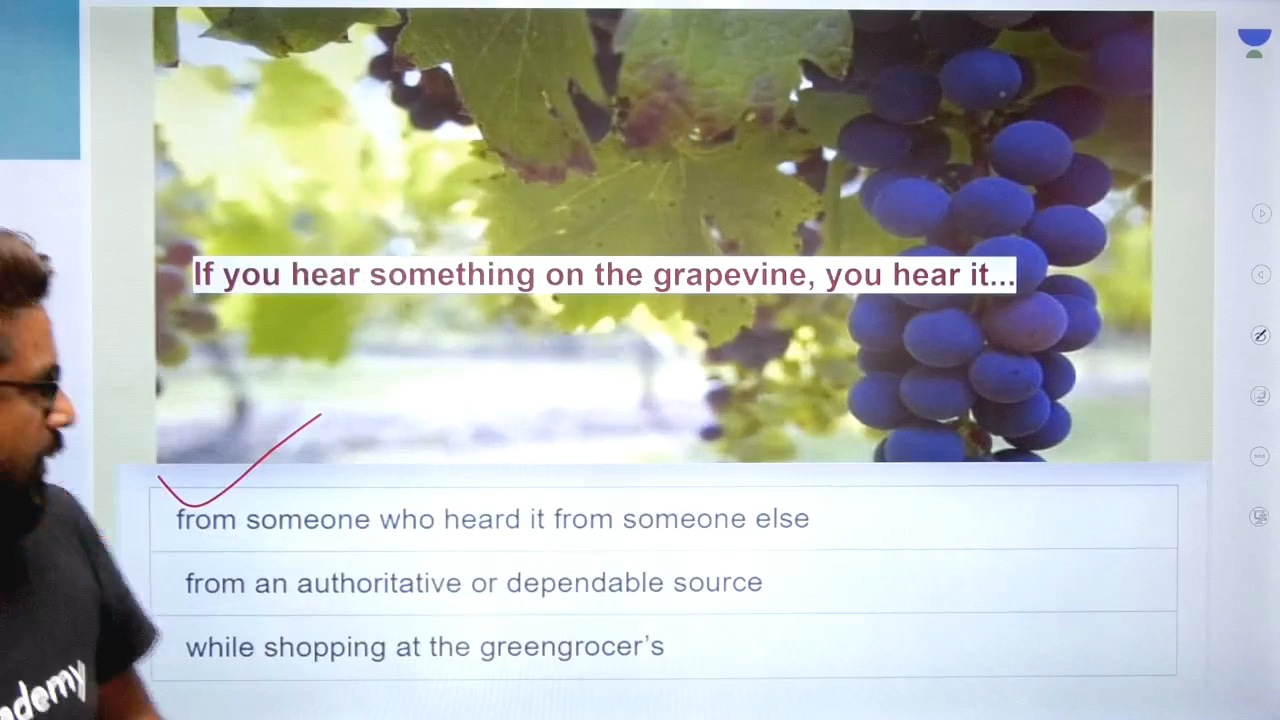 If you hear something on the grapevine, you hear it...
from someone who heard it from someone else
from an authoritative or dependable source
while shopping at the greengrocer’s
ademy